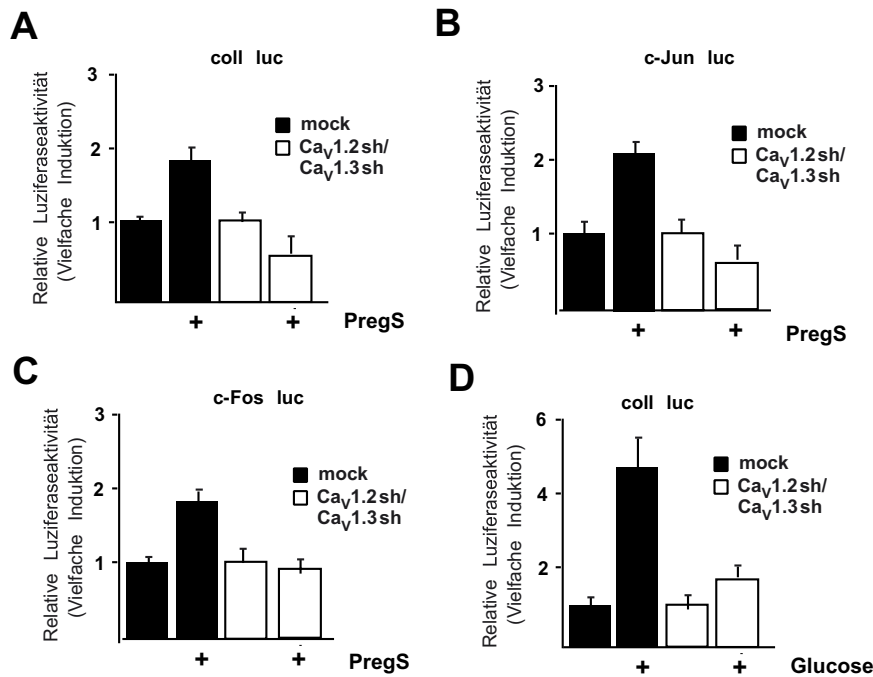 A
coll luc
Relative Luziferaseaktivität
(Vielfache Induktion)
3
2
1
mock
CaV1.2sh/
CaV1.3sh
+ +
PregS
B
c-Jun luc
Relative Luziferaseaktivität
(Vielfache Induktion)
3
2
1
mock
CaV1.2sh/
CaV1.3sh
+ +
PregS
C
c-Fos luc
Relative Luziferaseaktivität
(Vielfache Induktion)
3
2
1
mock
CaV1.2sh/
CaV1.3sh
+ +
PregS
D
coll luc
Relative Luziferaseaktivität
(Vielfache Induktion)
6
4
2
mock
CaV1.2sh/
CaV1.3sh
+ +
Glucose